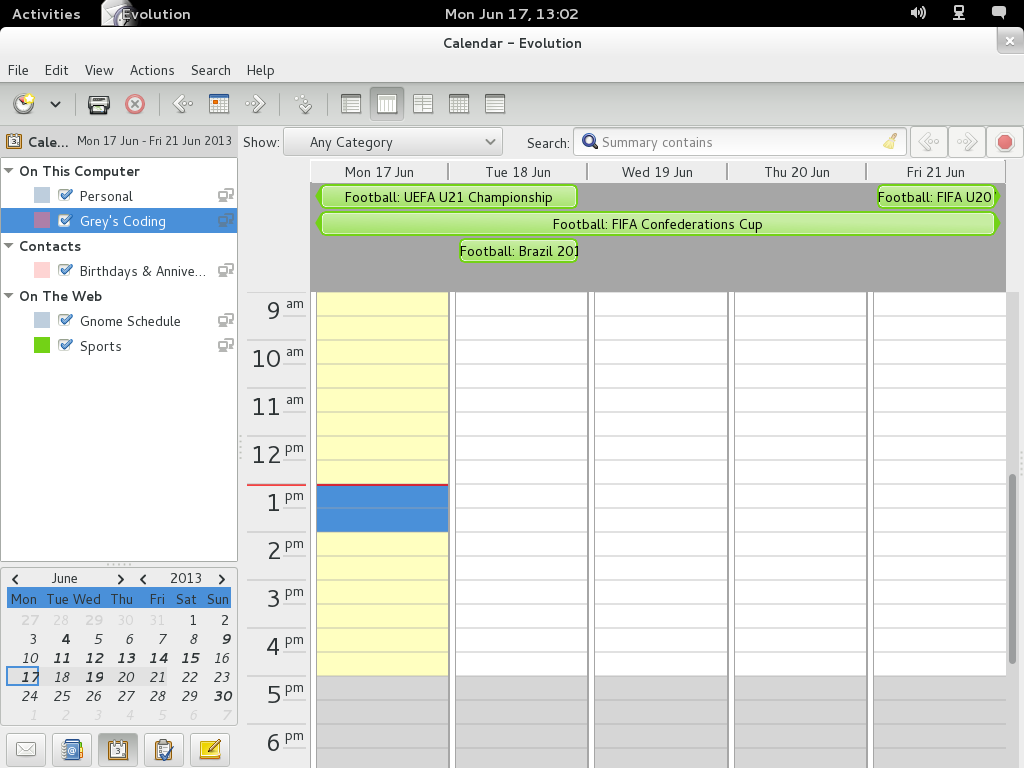 Activities Evolution Mon Jun 17, 13:02
Calendar – Evolution
File Edit View Actions Search Help
Cale... Mon 17 Jun - Fri 21 Jun 2013
Show: Any Category Search: Summary contains
On This Computer
Personal
Grey's Coding
Contacts
Birthdays & Annive...
On The Web
Gnome Schedule
Sports
June 2013
Mon Tue Wed Thu Fri Sat Sun
27 28 29 30 31 1 2
3 4 5 6 7 8 9
10 11 12 13 14 15 16
17 18 19 20 21 22 23
24 25 26 27 28 29 30
1 2 3 4 5 6 7
Mon 17 Jun Tue 18 Jun Wed 19 Jun Thu 20 Jun Fri 21 Jun
Football: UEFA U21 Championship Football: FIFA U20
Football: FIFA Confederations Cup
Football: Brazil 201
9 am
10 am
11 am
12 pm
1 pm
2 pm
3 pm
4 pm
5 pm
6 pm